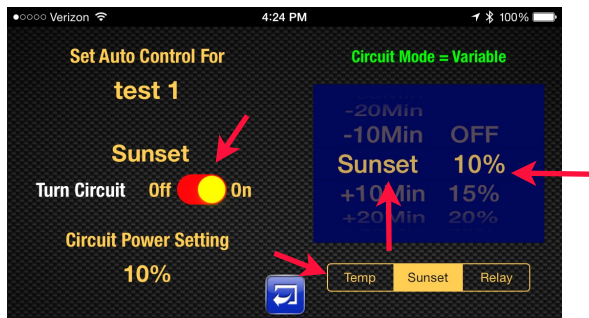 ●○○○○ Verizon 4:24 PM 100%
Set Auto Control For
test 1
Sunset
Turn Circuit Off On
Circuit Power Setting
10%
Circuit Mode = Variable
-20Min
-10Min OFF
Sunset 10%
+10Min 15%
+20Min 20%
Temp Sunset Relay